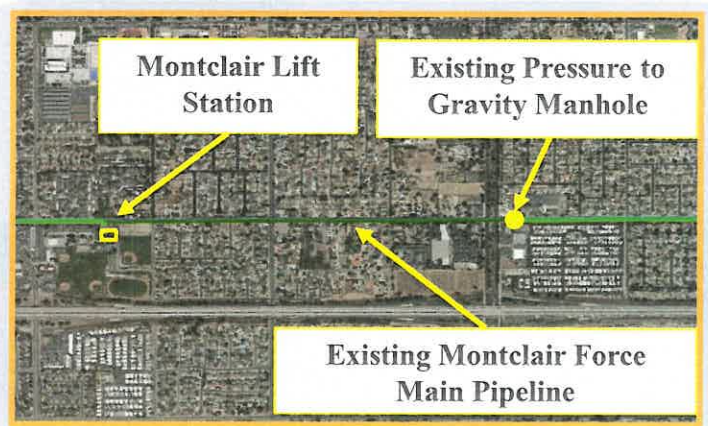 Montclair Lift
Station
Existing Pressure to
Gravity Manhole
Existing Montclair Force
Main Pipeline